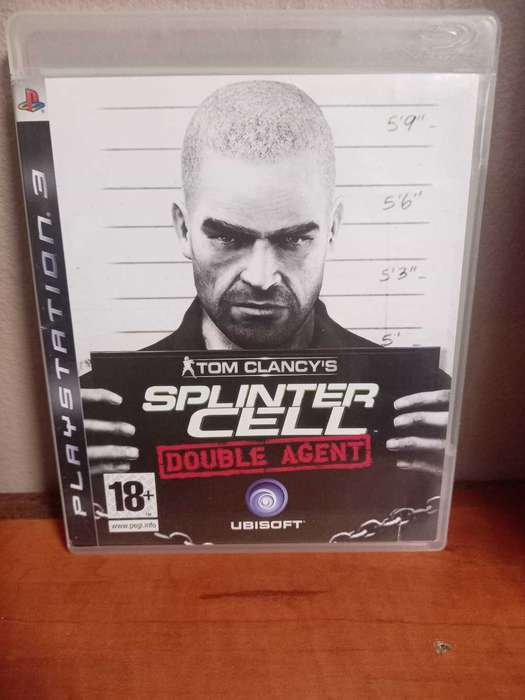 PLAYSTATION 3
5'9"
5'6"
5'3"
5'
TOM CLANCY'S
SPLINTER
CELL
DOUBLE AGENT
18+
www.pegi.info
UBISOFT